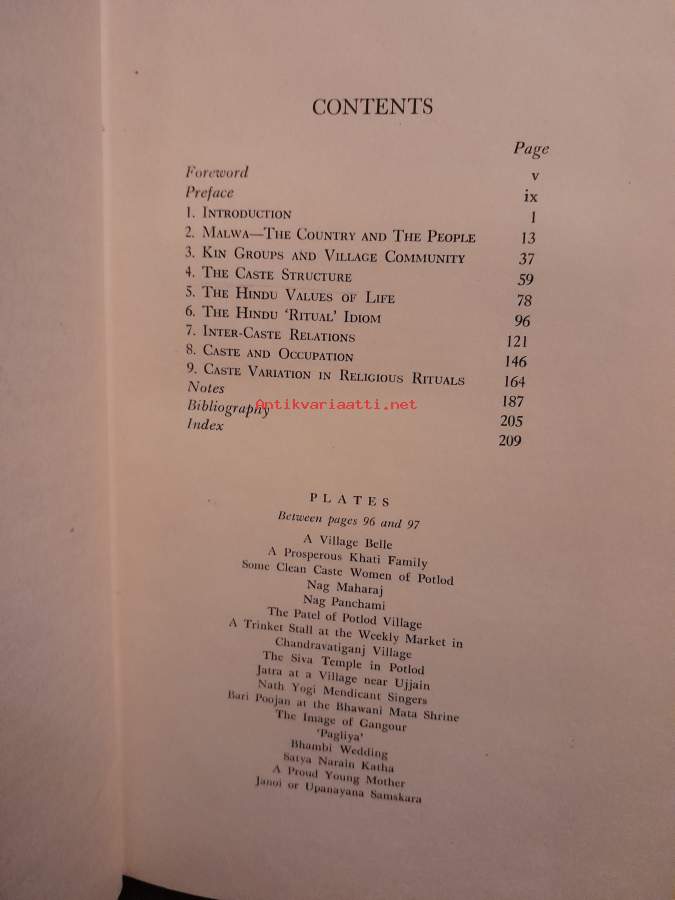 CONTENTS
Page
Foreword v
Preface ix
1. INTRODUCTION 1
2. MALWA—THE COUNTRY AND THE PEOPLE 13
3. KIN GROUPS AND VILLAGE COMMUNITY 37
4. THE CASTE STRUCTURE 59
5. THE HINDU VALUES OF LIFE 78
6. THE HINDU ‘RITUAL’ IDIOM 96
7. INTER-CASTE RELATIONS 121
8. CASTE AND OCCUPATION 146
9. CASTE VARIATION IN RELIGIOUS RITUALS 164
Notes 187
Antikvariaatti.net
Bibliography 205
Index 209
PLATES
Between pages 96 and 97
A Village Belle
A Prosperous Khati Family
Some Clean Caste Women of Potlod
Nag Maharaj
Nag Panchami
The Patel of Potlod Village
A Trinket Stall at the Weekly Market in
Chandravatiganj Village
The Siva Temple in Potlod
Jatra at a Village near Ujjain
Nath Yogi Mendicant Singers
Bari Poojan at the Bhawani Mata Shrine
The Image of Gangour
‘Pagliya’
Bhambi Wedding
Satya Narain Katha
A Proud Young Mother
Janoi or Upanayana Samskara